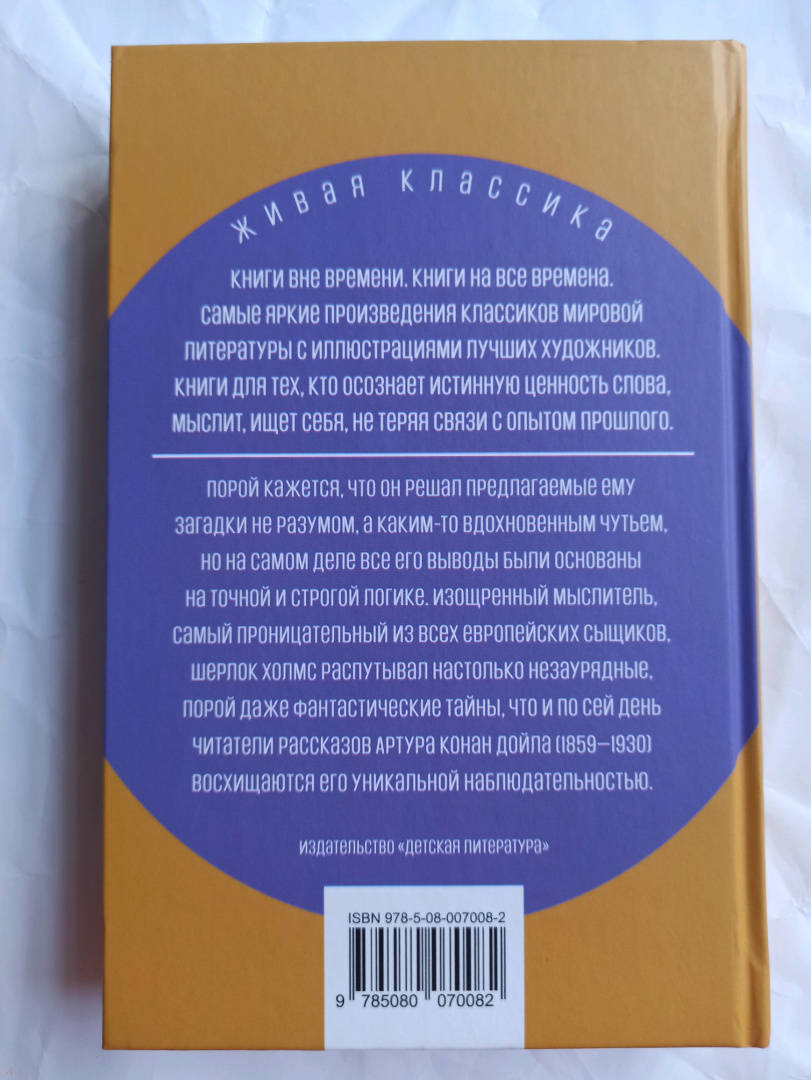 живая классика
книги вне времени. книги на все времена.
самые яркие произведения классиков мировой
литературы с иллюстрациями лучших художников.
книги для тех, кто осознает истинную ценность слова,
мыслит, ищет себя, не теряя связи с опытом прошлого.
порой кажется, что он решал предлагаемые ему
загадки не разумом, а каким-то вдохновенным чутьем,
но на самом деле все его выводы были основаны
на точной и строгой логике. изощренный мыслитель,
самый проницательный из всех европейских сыщиков,
шерлок холмс распутывал настолько незаурядные,
порой даже фантастические тайны, что и по сей день
читатели рассказов артура конан дойла (1859–1930)
восхищаются его уникальной наблюдательностью.
издательство «детская литература»
ISBN 978-5-08-007008-2
9 785080 070082